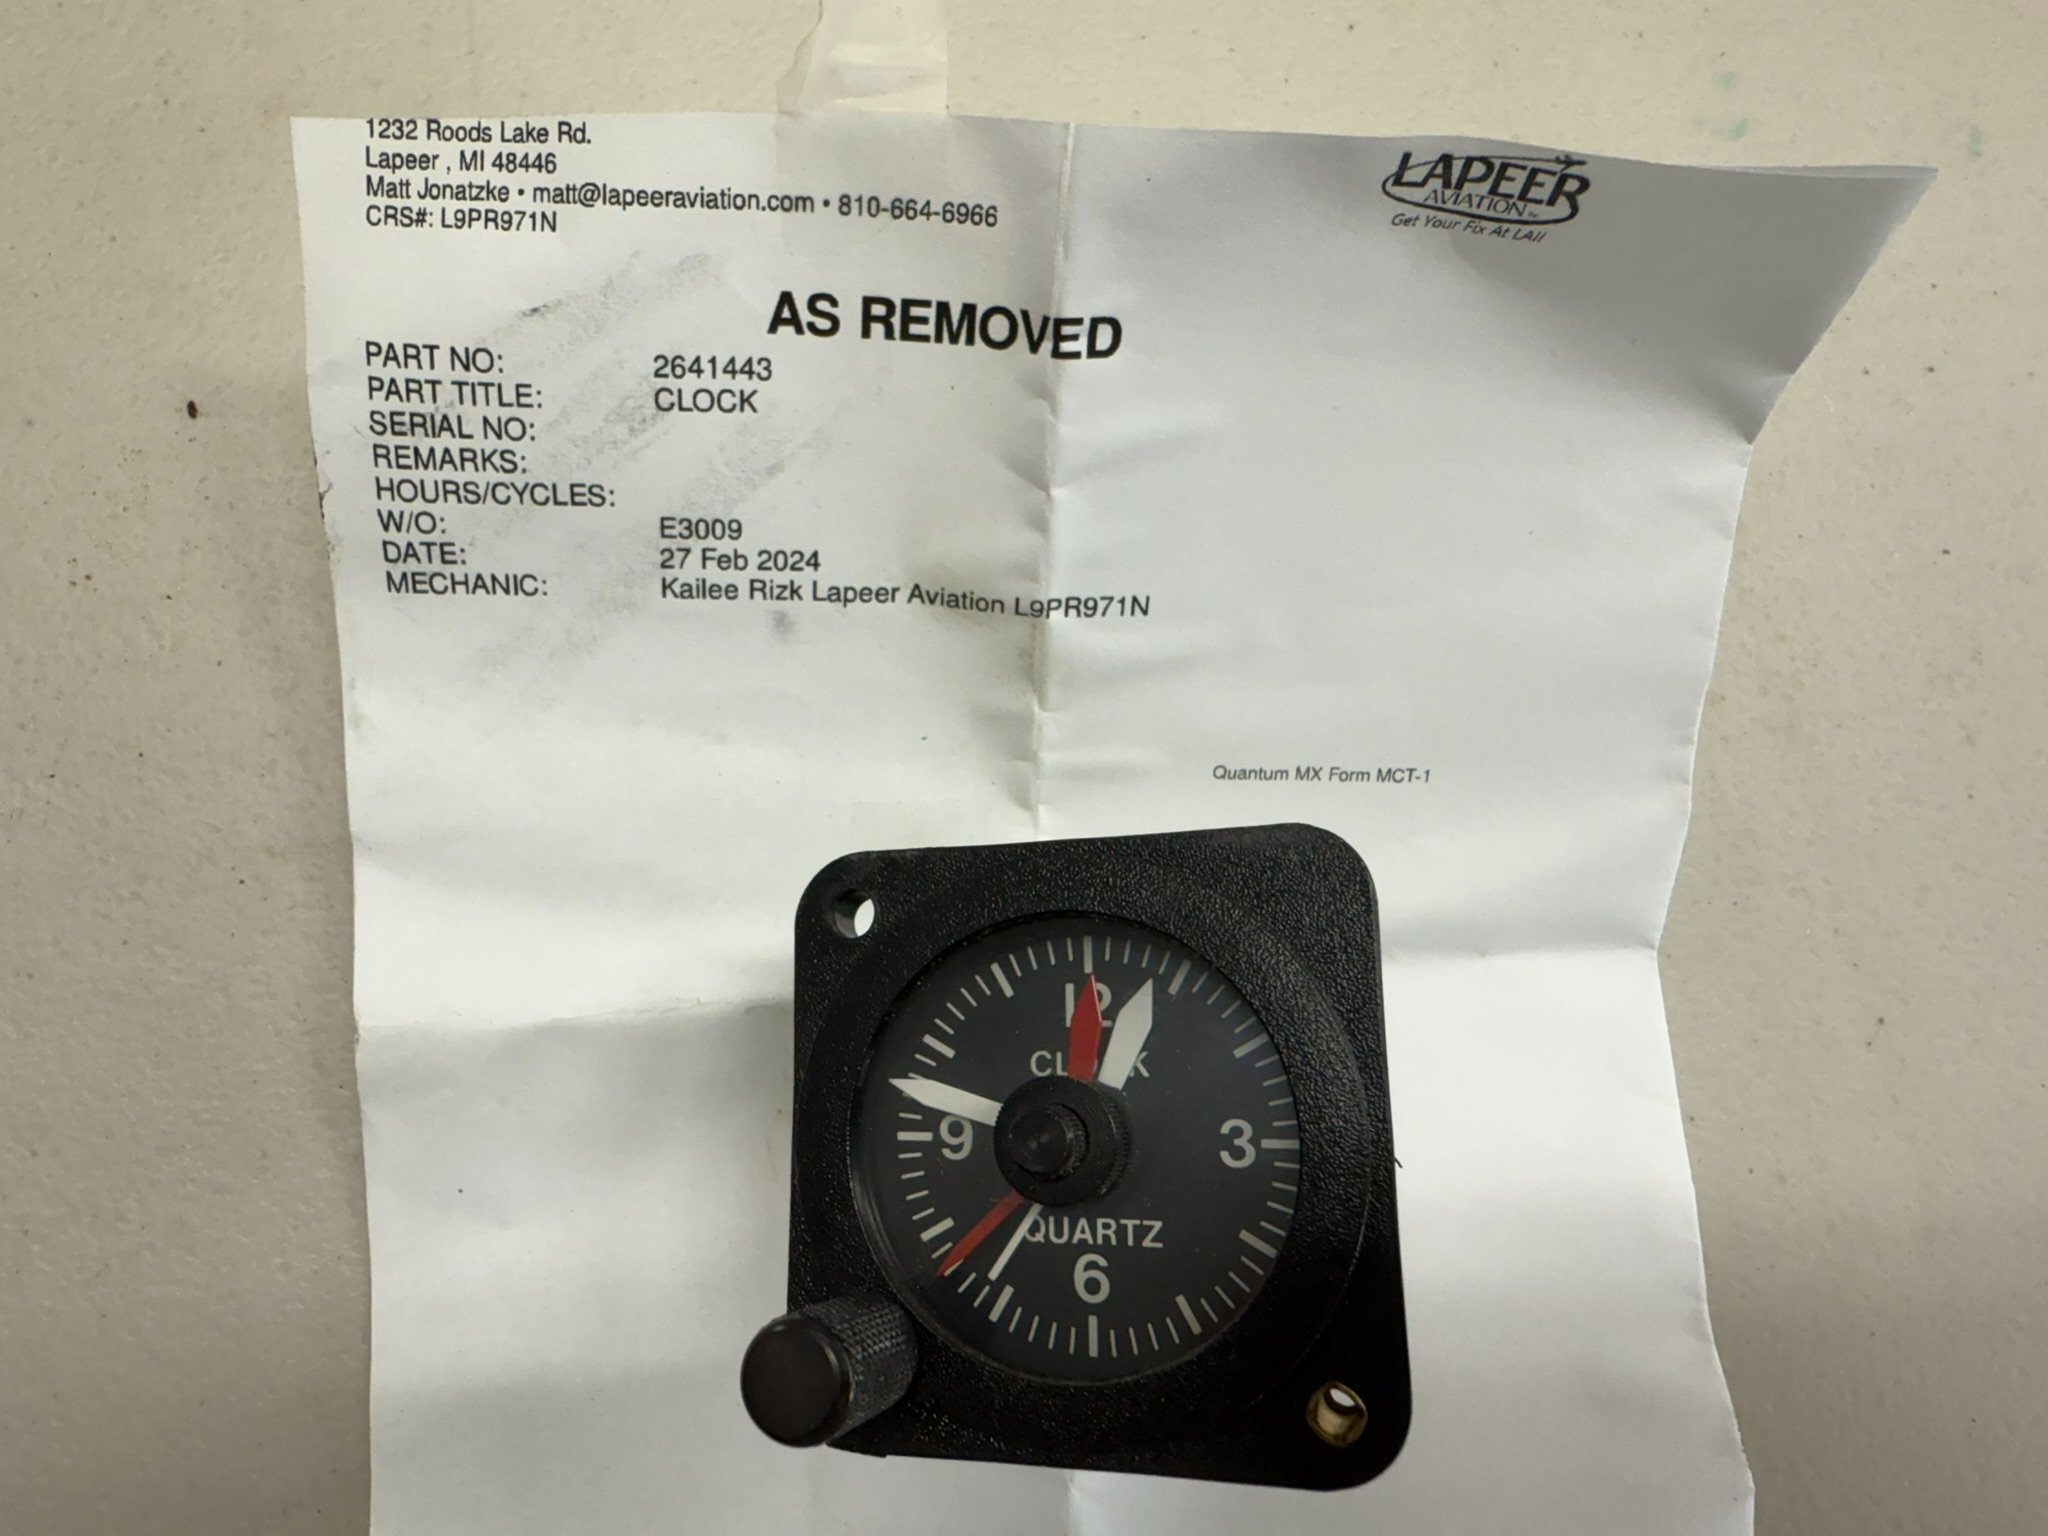 1232 Roods Lake Rd.
Lapeer , MI 48446
Matt Jonatzke • matt@lapeeraviation.com • 810-664-6966
CRS#: L9PR971N
LAPEER
AVIATION
Get Your Fix At LAI!
AS REMOVED
PART NO: 2641443
PART TITLE: CLOCK
SERIAL NO:
REMARKS:
HOURS/CYCLES:
W/O: E3009
DATE: 27 Feb 2024
MECHANIC: Kailee Rizk Lapeer Aviation L9PR971N
Quantum MX Form MCT-1
12
CLOCK
9 3
QUARTZ
6